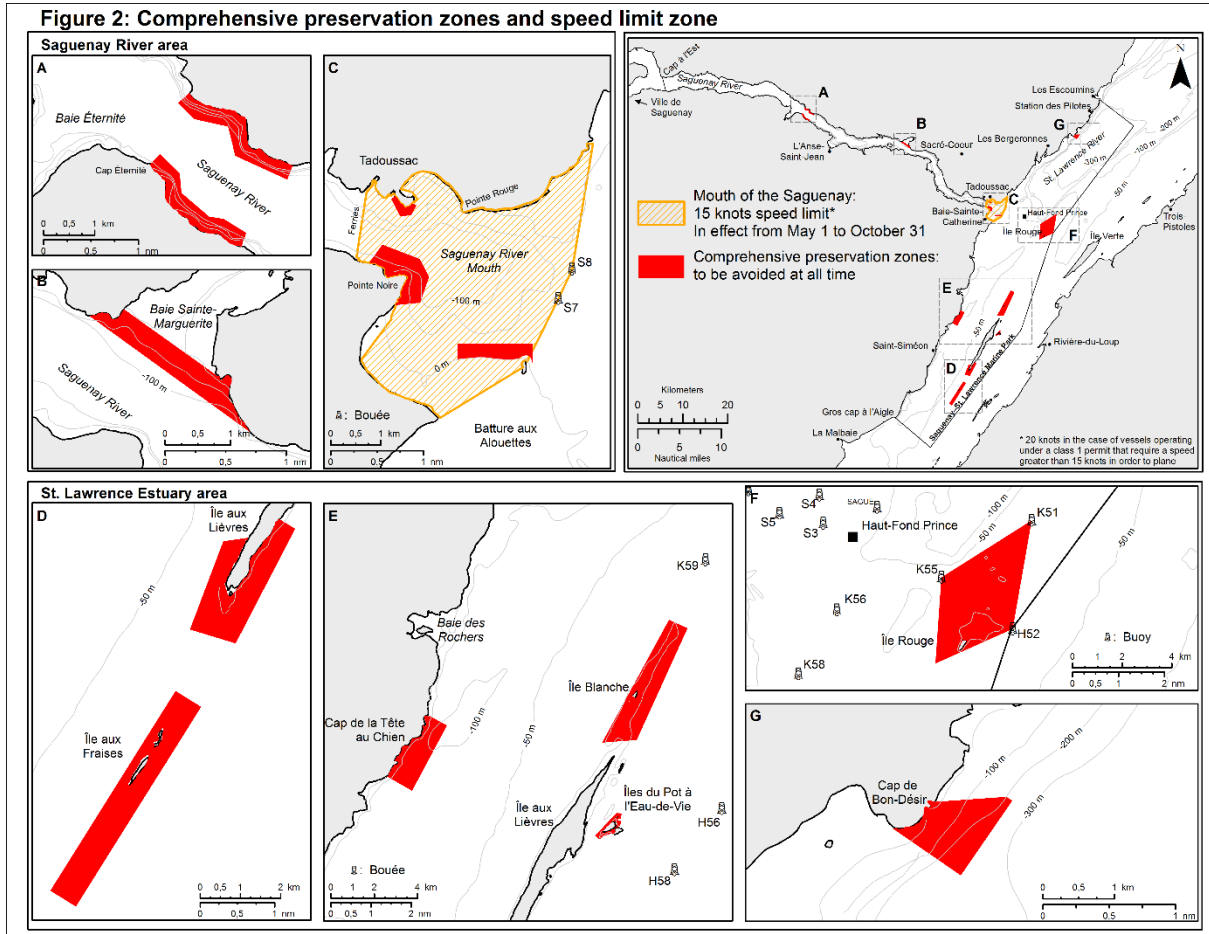 Figure 2: Comprehensive preservation zones and speed limit zone
Saguenay River area
A
Baie Éternité
Cap Éternité
Saguenay River
0 0,5 1 km
0 0,5 1 nm
B
Baie Sainte-
Marguerite
-100 m
Saguenay River
0 0,5 1 km
0 0,5 1 nm
C
Tadoussac
Pointe Rouge
Ferries
Saguenay River
Mouth
S8
S7
Pointe Noire
-100 m
0 m
Bouée
Batture aux
Alouettes
0 0,5 1 km
0 0,5 1 nm
N
Cap à l'Est
Saguenay River
Ville de
Saguenay
A
B
L'Anse-
Saint-Jean
Sacré-Coeur
Les Escoumins
Station des Pilotes
G
Les Bergeronnes
-200 m
-100 m
-300 m
St. Lawrence River
-50 m
Tadoussac
C
Baie-Sainte-
Catherine
Haut-Fond Prince
Île Rouge
F
Île Verte
Trois
Pistoles
Mouth of the Saguenay:
15 knots speed limit*
In effect from May 1 to October 31
Comprehensive preservation zones:
to be avoided at all time
E
-50 m
Saint-Siméon
Rivière-du-Loup
D
Saguenay–St. Lawrence Marine Park
Kilometers
0 5 10 15 20
0 5 10
Nautical miles
Gros cap à l'Aigle
La Malbaie
* 20 knots in the case of vessels operating
under a class 1 permit that require a speed
greater than 15 knots in order to plane
St. Lawrence Estuary area
D
Île aux
Lièvres
-50 m
Île aux
Fraises
0 0,5 1 2 km
0 0,5 1 nm
E
K59
Baie des
Rochers
Île Blanche
Cap de la Tête
au Chien
-100 m
-50 m
Îles du Pot à
l'Eau-de-Vie
Île aux
Lièvres
H56
H58
Bouée
0 1 2 4 km
0 0,5 1 2 nm
F
S4
S5
S3
SAGUE
Haut-Fond Prince
-100 m
-50 m
K51
-50 m
K55
K56
Île Rouge
H52
K58
Buoy
0 1 2 4 km
0 0,5 1 2 nm
G
Cap de
Bon-Désir
-100 m
-200 m
-300 m
0 0,5 1 km
0 0,5 1 nm